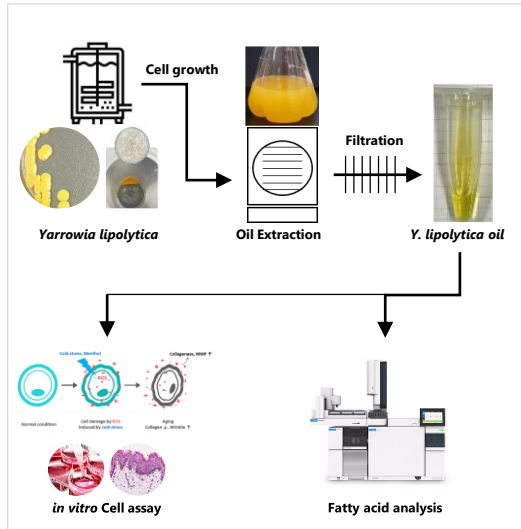 Cell growth
Filtration
Yarrowia lipolytica
Oil Extraction
Y. lipolytica oil
Cold stress, Menthol
ROS
Collagenase, MMP ↑
Normal condition
Cell damage by ROS
induced by cold stress
Aging
Collagen ↓, Wrinkle ↑
in vitro Cell assay
Fatty acid analysis